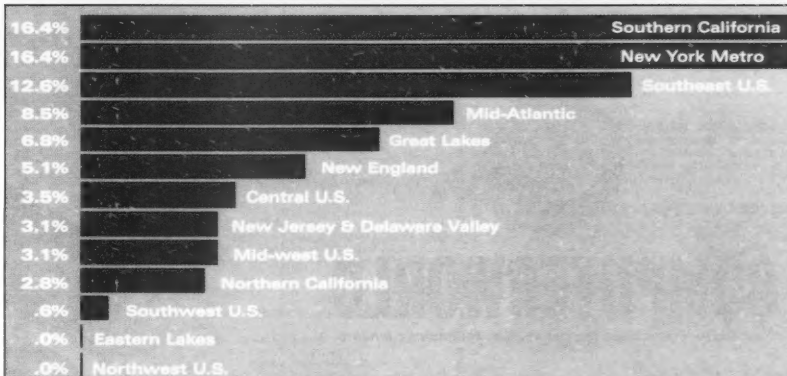 16.4% Southern California
16.4% New York Metro
12.6% Southeast U.S.
8.5% Mid-Atlantic
6.8% Great Lakes
5.1% New England
3.5% Central U.S.
3.1% New Jersey & Delaware Valley
3.1% Mid-west U.S.
2.8% Northern California
.6% Southwest U.S.
.0% Eastern Lakes
.0% Northwest U.S.